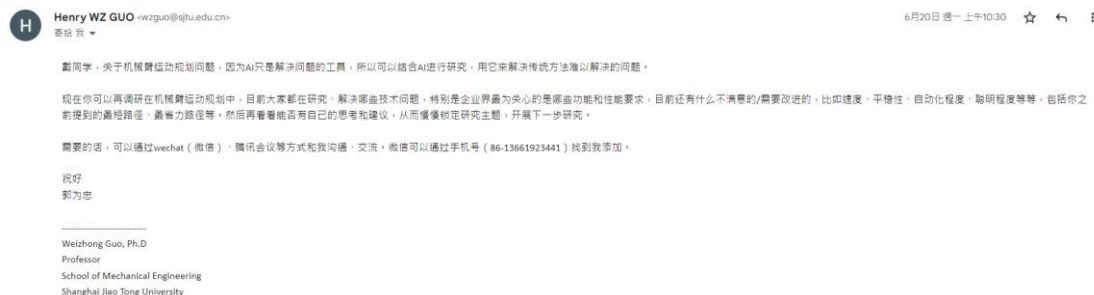 H
Henry WZ GUO <wzguo@sjtu.edu.cn>
6月20日 週一 上午10:30
寄給 我
戴同学，关于机械臂运动规划问题，因为AI只是解决问题的工具，所以可以结合AI进行研究，用它来解决传统方法难以解决的问题。
现在你可以再调研在机械臂运动规划中，目前大家都在研究、解决哪些技术问题，特别是企业界最为关心的是哪些功能和性能要求，目前还有什么不满意的/需要改进的，比如速度、平稳性、自动化程度、聪明程度等等，包括你之
前提到的最短路径、最省力路径等。然后再看看能否有自己的思考和建议，从而慢慢锁定研究主题，开展下一步研究。
需要的话，可以通过wechat（微信）、腾讯会议等方式和我沟通、交流。微信可以通过手机号（86-13661923441）找到我添加。
祝好
郭为忠
--------------------------
Weizhong Guo, Ph.D
Professor
School of Mechanical Engineering
Shanghai Jiao Tong University